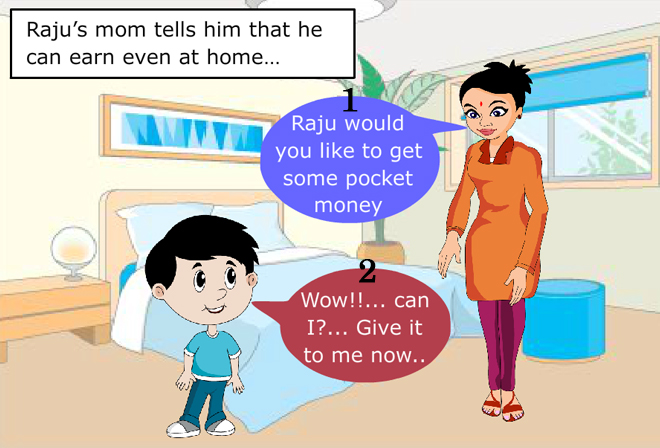 Raju’s mom tells him that he
can earn even at home…
1
Raju would
you like to get
some pocket
money
2
Wow!!... can
I?... Give it
to me now..